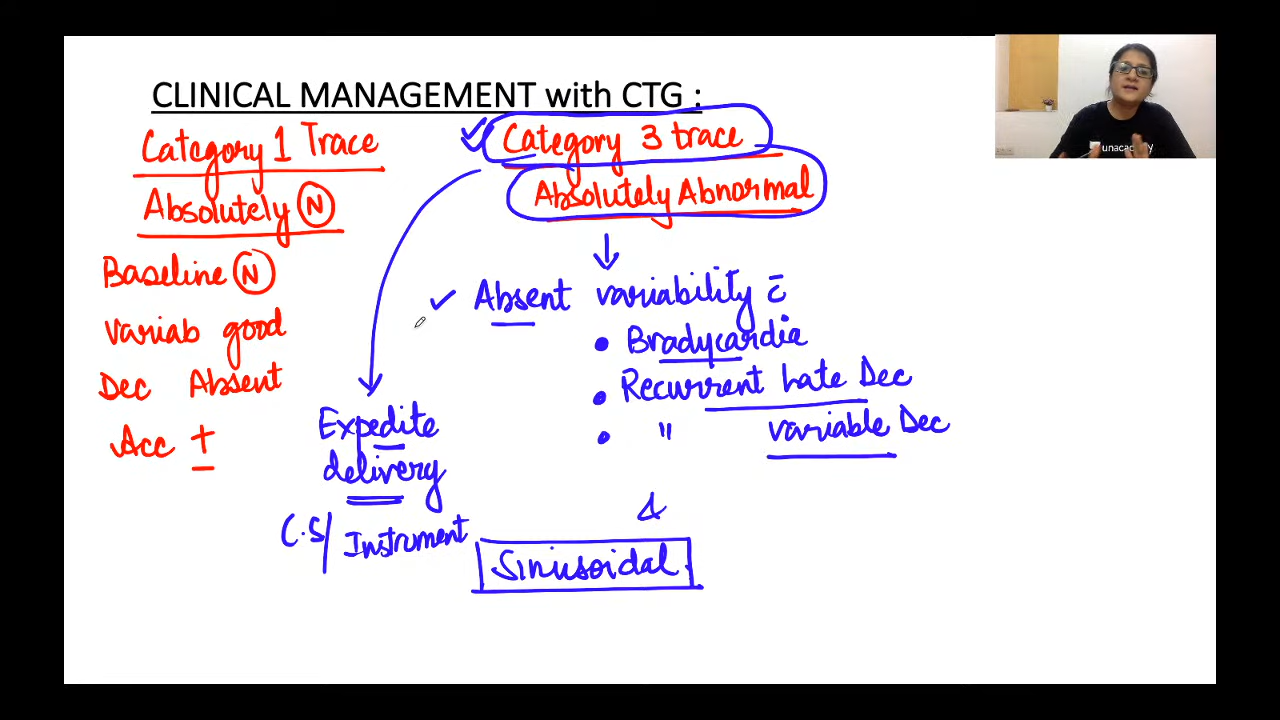 CLINICAL MANAGEMENT with CTG :
Category 1 Trace
Absolutely N
Baseline N
variab good
Dec Absent
Acc +
Category 3 trace
Absolutely Abnormal
Absent variability c̄
• Bradycardia
• Recurrent Late Dec
• " variable Dec
&
Sinusoidal
Expedite
delivery
C.S/ Instrument
unacademy